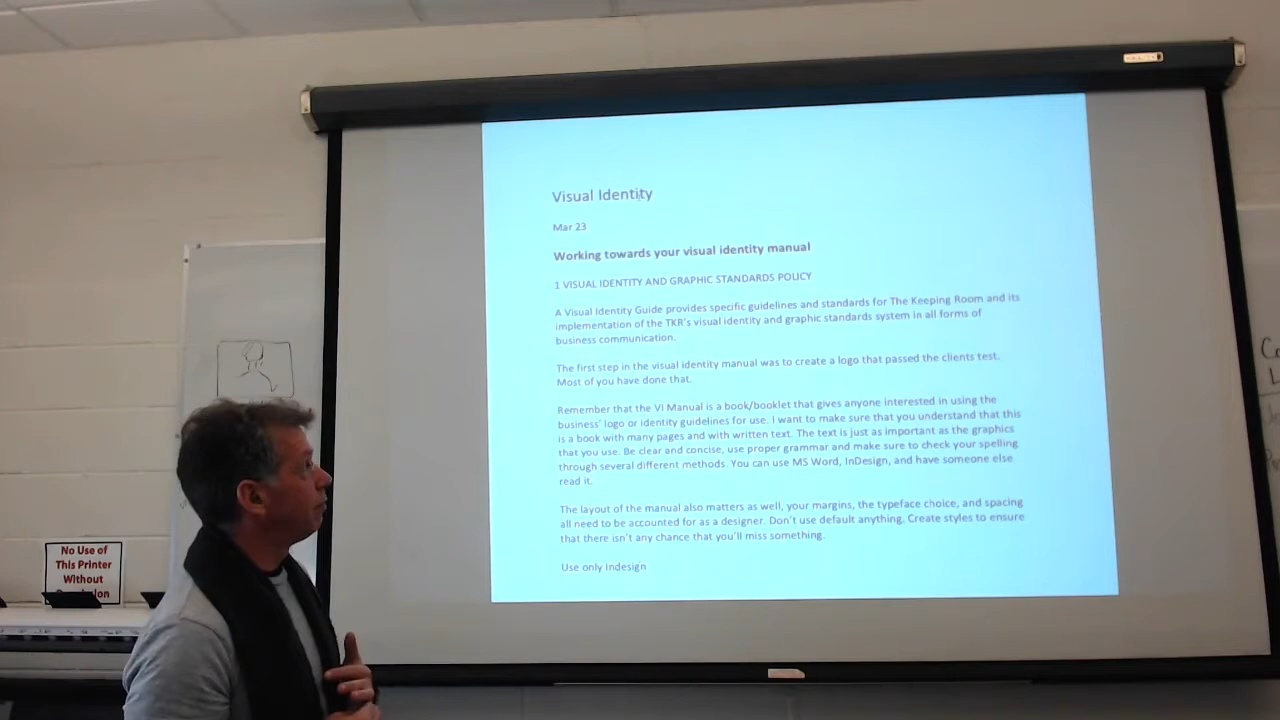 Visual Identity
Mar 23
Working towards your visual identity manual
1 VISUAL IDENTITY AND GRAPHIC STANDARDS POLICY
A Visual Identity Guide provides specific guidelines and standards for The Keeping Room and its
implementation of the TKR's visual identity and graphic standards system in all forms of
business communication.
The first step in the visual identity manual was to create a logo that passed the clients test.
Most of you have done that.
Remember that the VI Manual is a book/booklet that gives anyone interested in using the
business' logo or identity guidelines for use. I want to make sure that you understand that this
is a book with many pages and with written text. The text is just as important as the graphics
that you use. Be clear and concise, use proper grammar and make sure to check your spelling
through several different methods. You can use MS Word, InDesign, and have someone else
read it.
The layout of the manual also matters as well, your margins, the typeface choice, and spacing
all need to be accounted for as a designer. Don't use default anything. Create styles to ensure
that there isn't any chance that you'll miss something.
Use only Indesign
No Use of
This Printer
Without